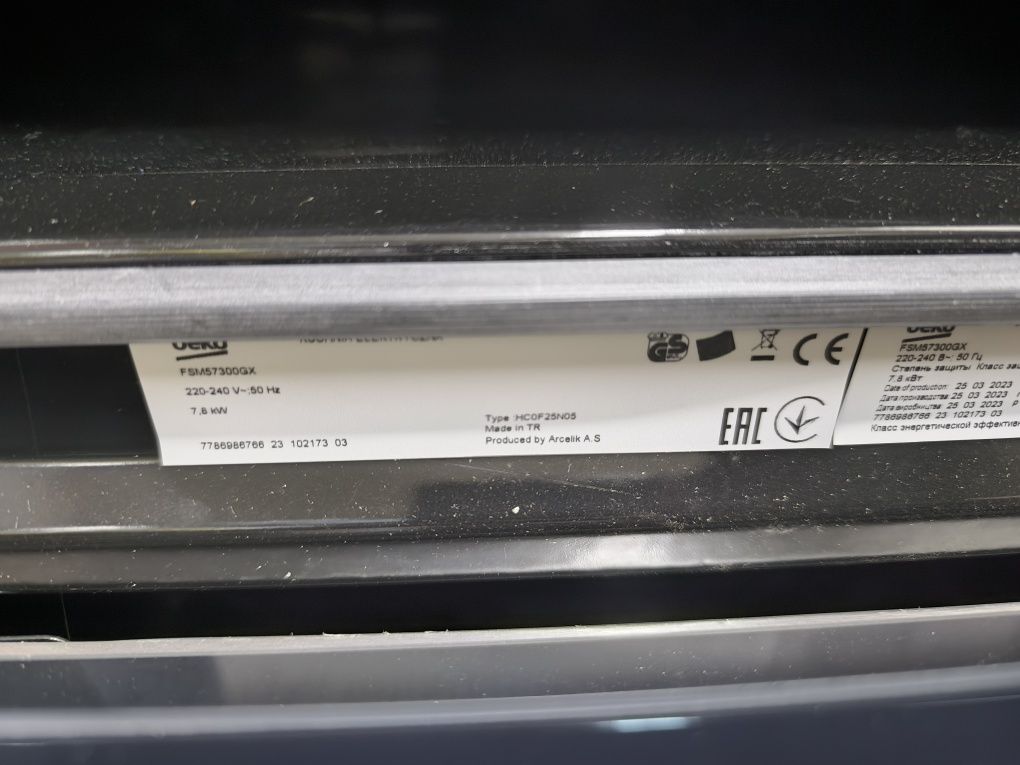 beko
FSM57300GX
220-240 V~;50 Hz
7,8 kW
7786986766 23 102173 03
Type :HC0F25N05
Made in TR
Produced by Arcelik A.S
GS
CE
EAC
beko
FSM57300GX
220-240 В~; 50 Гц
Степень защиты Класс
7,8 кВт
Date of production: 25 03 2023
Дата производства 25 03 2023
Дата виробництва 25 03 2023
7786986766 23 102173 03
Класс энергетической